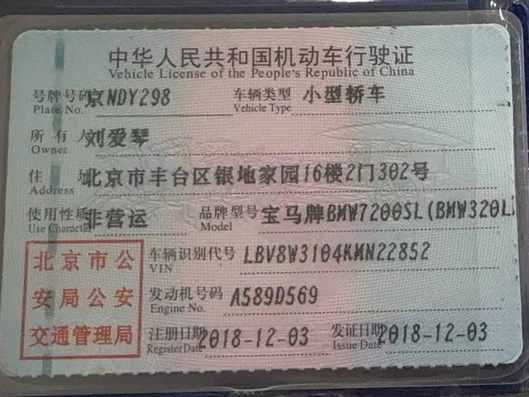 中华人民共和国机动车行驶证
Vehicle License of the People's Republic of China
号牌号码 京NDY298 车辆类型 小型轿车
Plate No. Vehicle Type
所有人 刘爱琴
Owner
住址 北京市丰台区银地家园16楼2门302号
Address
使用性质 非营运 品牌型号 宝马牌BMW7200SL(BMW320L
Use Character Model
北京市公 车辆识别代号 LBV8W3104KMN22852
VIN
安局公安 发动机号码 A589D569
Engine No.
交通管理局 注册日期 2018-12-03 发证日期 2018-12-03
Register Date Issue Date